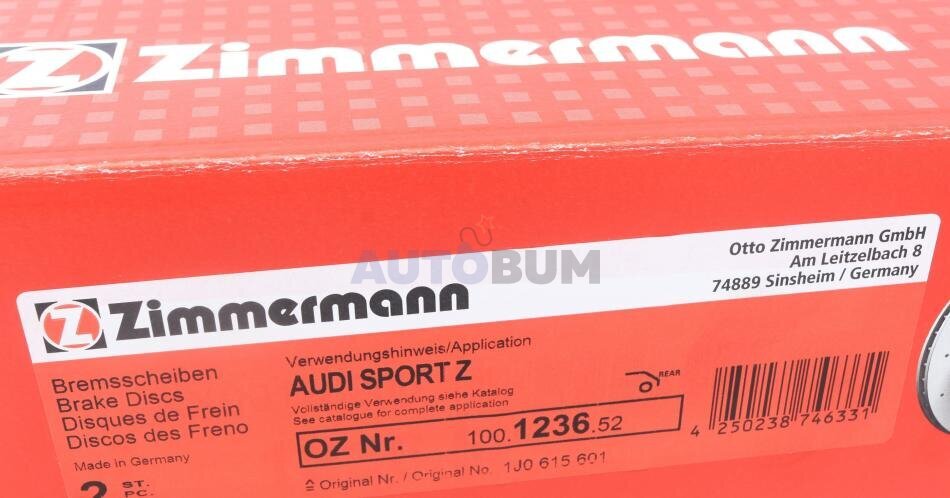 Zimmermann
AUTOBUM
Otto Zimmermann GmbH
Am Leitzelbach 8
74889 Sinsheim / Germany
Zimmermann
Bremsscheiben
Brake Discs
Disques de Frein
Discos des Freno
Made in Germany
2 ST.
PC.
Verwendungshinweis/Application
AUDI SPORT Z
Vollständige Verwendung siehe Katalog
See catalogue for complete application
REAR
OZ Nr. 100.1236.52
≙ Original Nr. / Original No. 1J0 615 601
4 250238 746331